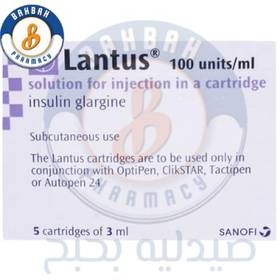 BAHBAH
PHARMACY
Lantus® 100 units/ml
solution for injection in a cartridge
insulin glargine
Subcutaneous use
The Lantus cartridges are to be used only in
conjunction with OptiPen, ClikSTAR, Tactipen
or Autopen 24
5 cartridges of 3 ml
SANOFI
صيدلية بحبح